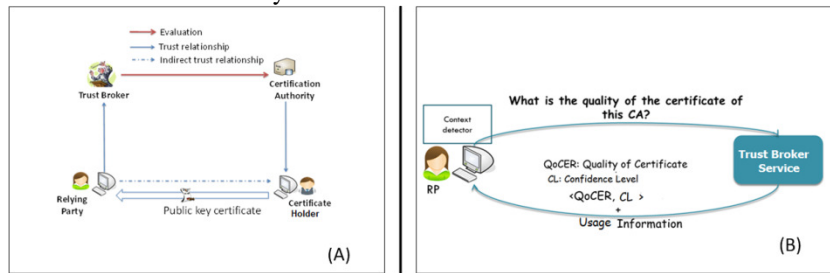 Evaluation
Trust relationship
Indirect trust relationship
Trust Broker
Certification
Authority
Relying
Party
Public key certificate
Certificate
Holder
(A)
What is the quality of the certificate of
this CA?
Context
detector
RP
QoCER: Quality of Certificate
CL: Confidence Level
<QoCER, CL >
+
Usage Information
Trust Broker
Service
(B)